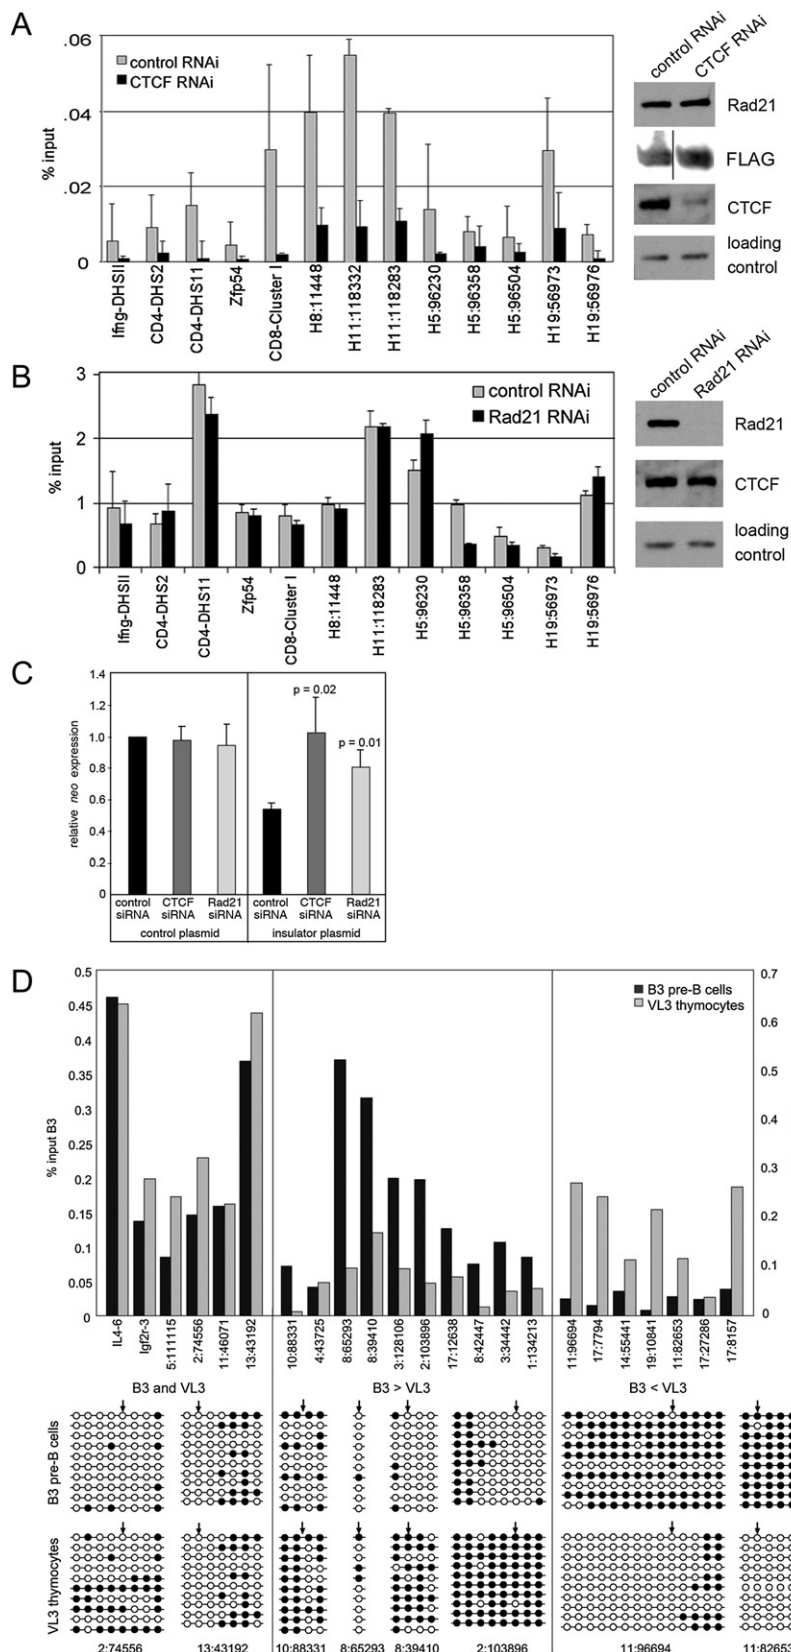 A
.06
.04
.02
0
% input
control RNAi
CTCF RNAi
Ifng-DHSII
CD4-DHS2
CD4-DHS11
Zfp54
CD8-Cluster I
H8:11448
H11:118332
H11:118283
H5:96230
H5:96358
H5:96504
H19:56973
H19:56976
control RNAi
CTCF RNAi
Rad21
FLAG
CTCF
loading
control
B
3
2
1
0
% input
control RNAi
Rad21 RNAi
Ifng-DHSII
CD4-DHS2
CD4-DHS11
Zfp54
CD8-Cluster I
H8:11448
H11:118283
H5:96230
H5:96358
H5:96504
H19:56973
H19:56976
control RNAi
Rad21 RNAi
Rad21
CTCF
loading
control
C
1.4
1.2
1.0
0.8
0.6
0.4
0.2
0
relative neo expression
p = 0.02
p = 0.01
control siRNA
CTCF siRNA
Rad21 siRNA
control siRNA
CTCF siRNA
Rad21 siRNA
control plasmid
insulator plasmid
D
0.5
0.45
0.4
0.35
0.3
0.25
0.2
0.15
0.1
0.05
0
% input B3
B3 pre-B cells
VL3 thymocytes
0.7
0.6
0.5
0.4
0.3
0.2
0.1
0
IL4-6
Igf2r-3
5:111115
2:74556
11:46071
13:43192
10:88331
4:43725
8:65293
8:39410
3:128106
2:103896
17:12638
8:42447
3:34442
1:134213
11:96694
17:7794
14:55441
19:10841
11:82653
17:27286
17:8157
B3 and VL3
B3 > VL3
B3 < VL3
B3 pre-B cells
VL3 thymocytes
2:74556
13:43192
10:88331
8:65293
8:39410
2:103896
11:96694
11:82653